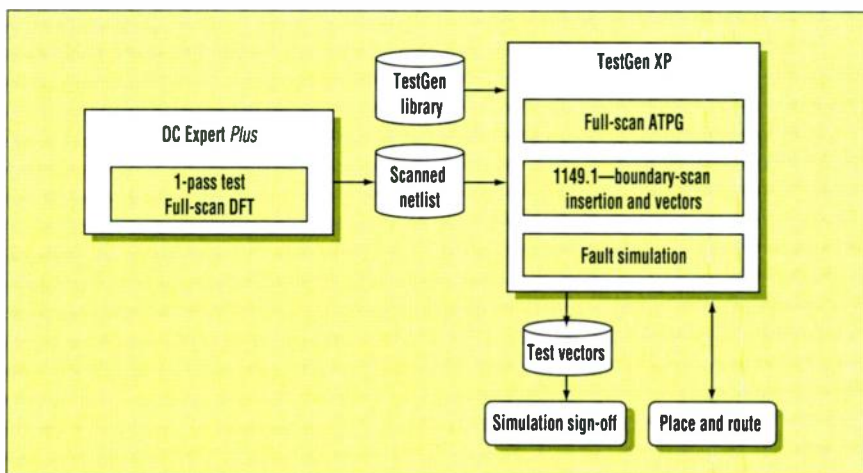 TestGen XP
TestGen
library
Full-scan ATPG
DC Expert Plus
1-pass test
Full-scan DFT
Scanned
netlist
1149.1—boundary-scan
insertion and vectors
Fault simulation
Test vectors
Simulation sign-off
Place and route